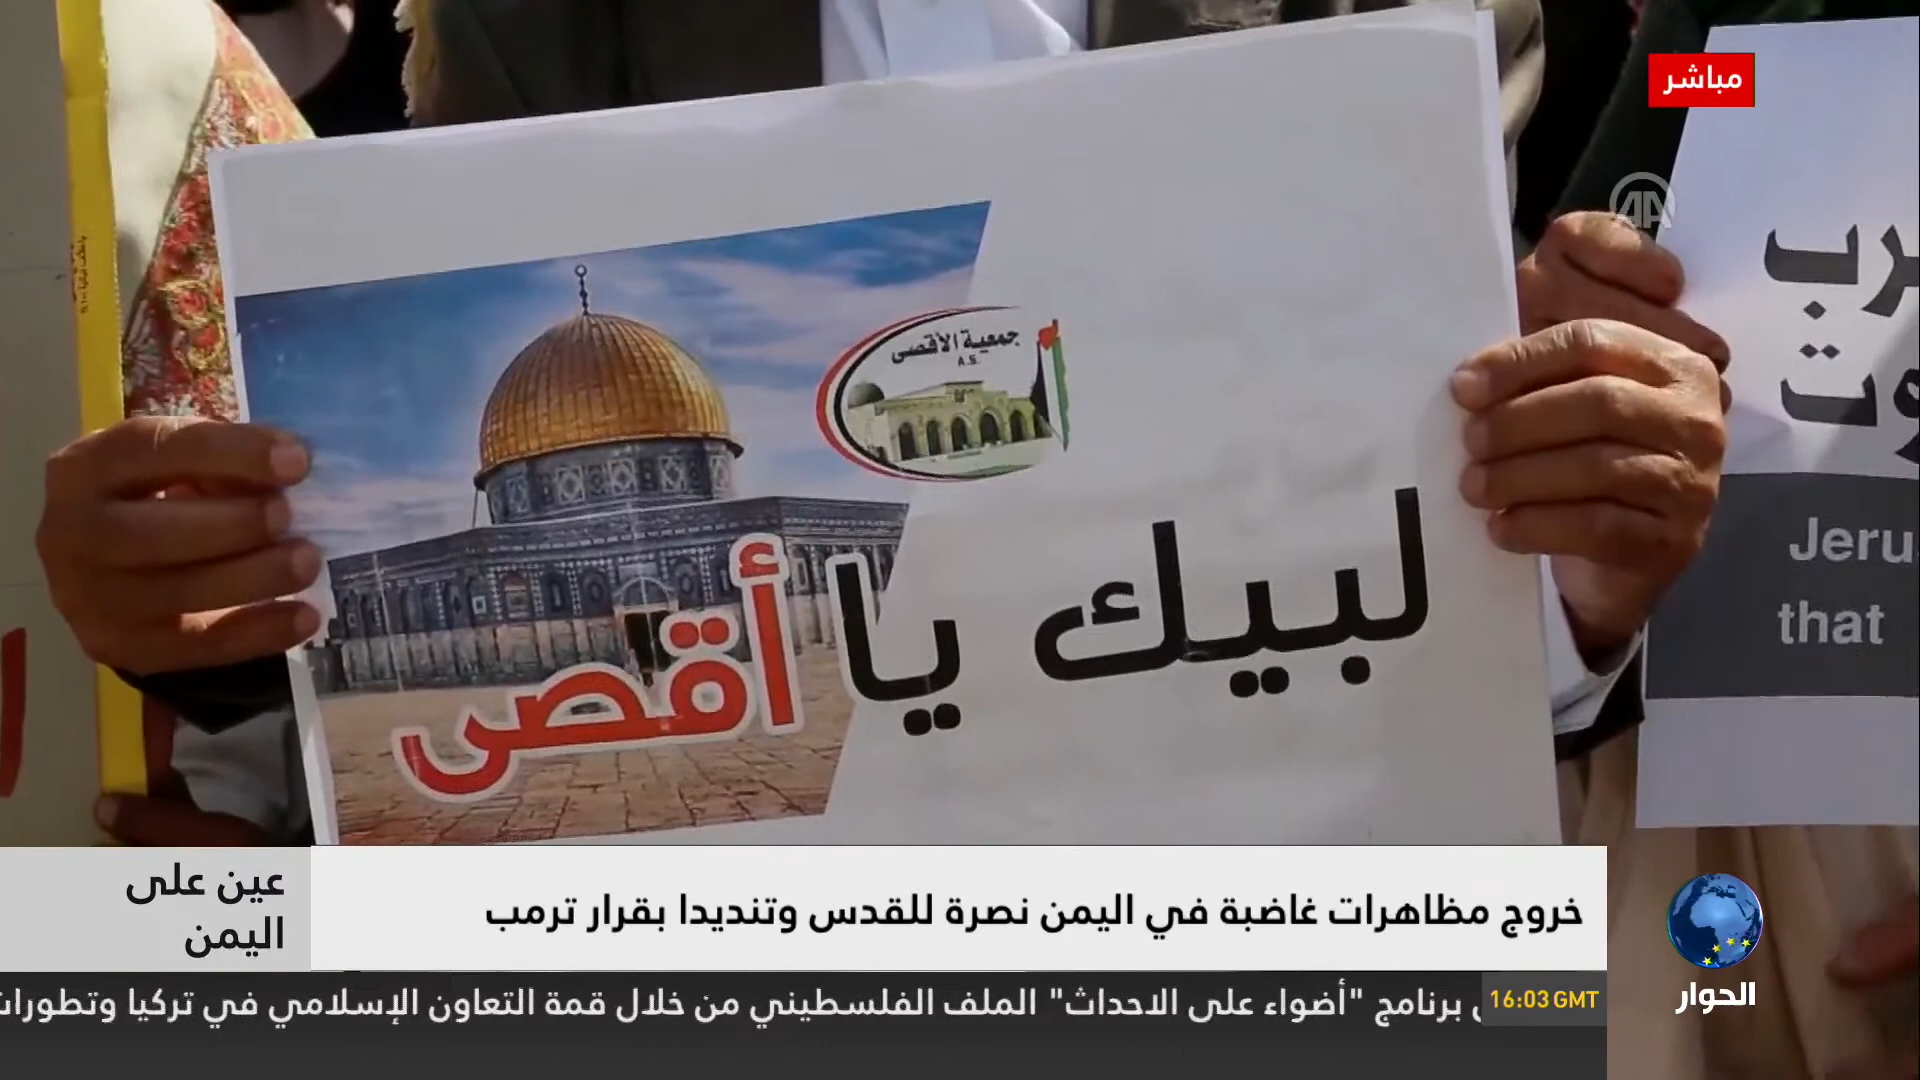 مباشر
AA
جمعية الأقصى
A.S.
لبيك يا أقصى
Jeru
that
خروج مظاهرات غاضبة في اليمن نصرة للقدس وتنديدا بقرار ترمب
عين على
اليمن
برنامج "أضواء على الاحداث" الملف الفلسطيني من خلال قمة التعاون الإسلامي في تركيا وتطورات
16:03 GMT
الحوار